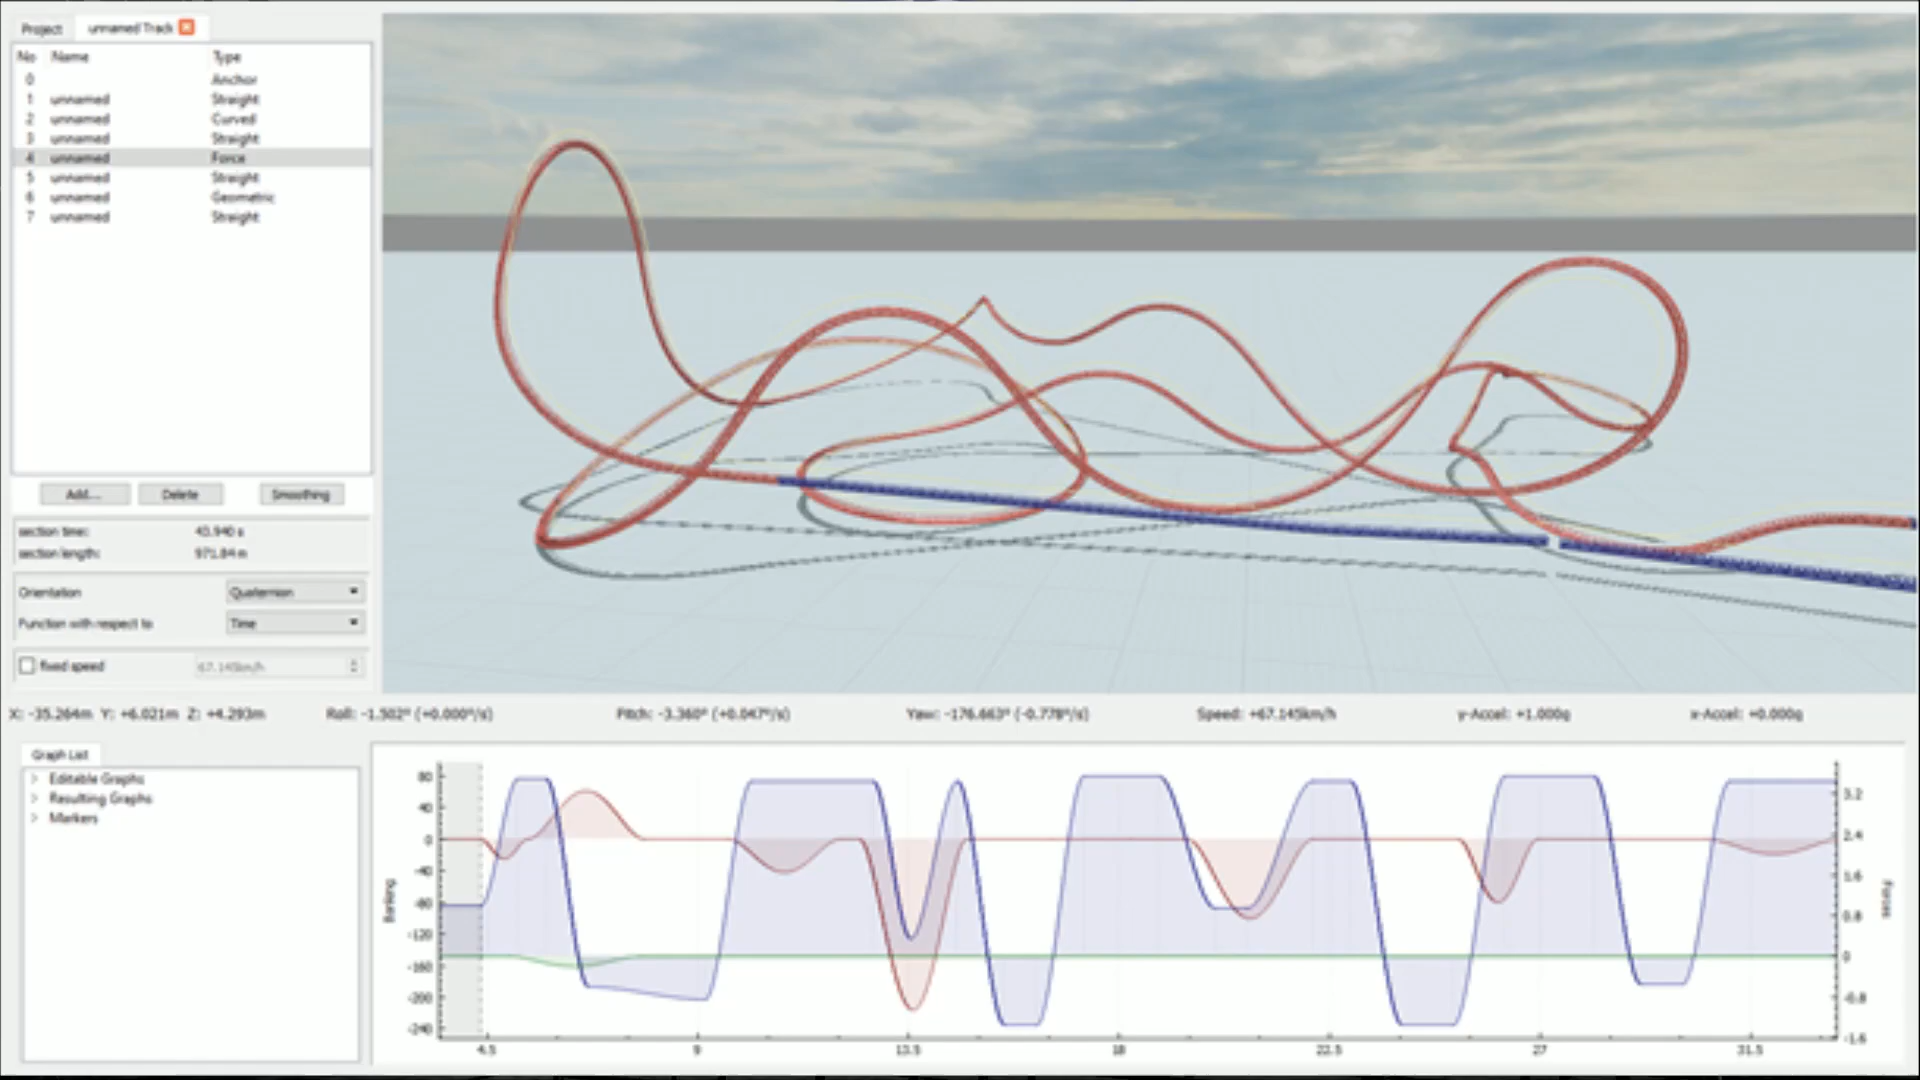 Project unnamed Track
No Name Type
0 Anchor
1 unnamed Straight
2 unnamed Curved
3 unnamed Straight
4 unnamed Force
5 unnamed Straight
6 unnamed Geometric
7 unnamed Straight
Add... Delete Smoothing
section time: 43.940 s
section length: 971.84 m
Orientation Quaternion
Function with respect to Time
fixed speed 67.145km/h
X: -35.264m Y: +6.021m Z: +4.293m Roll: -1.502° (+0.000°/s) Pitch: -3.360° (+0.047°/s) Yaw: -176.663° (-0.778°/s) Speed: +67.145km/h y-Accel: +1.000g x-Accel: +0.000g
Graph List
Editable Graphs
Resulting Graphs
Markers
Banking
80
40
0
-40
-80
-120
-160
-200
-240
4.5 9 13.5 18 22.5 27 31.5
3.2
2.4
1.6
0.8
0
-0.8
-1.6
Forces